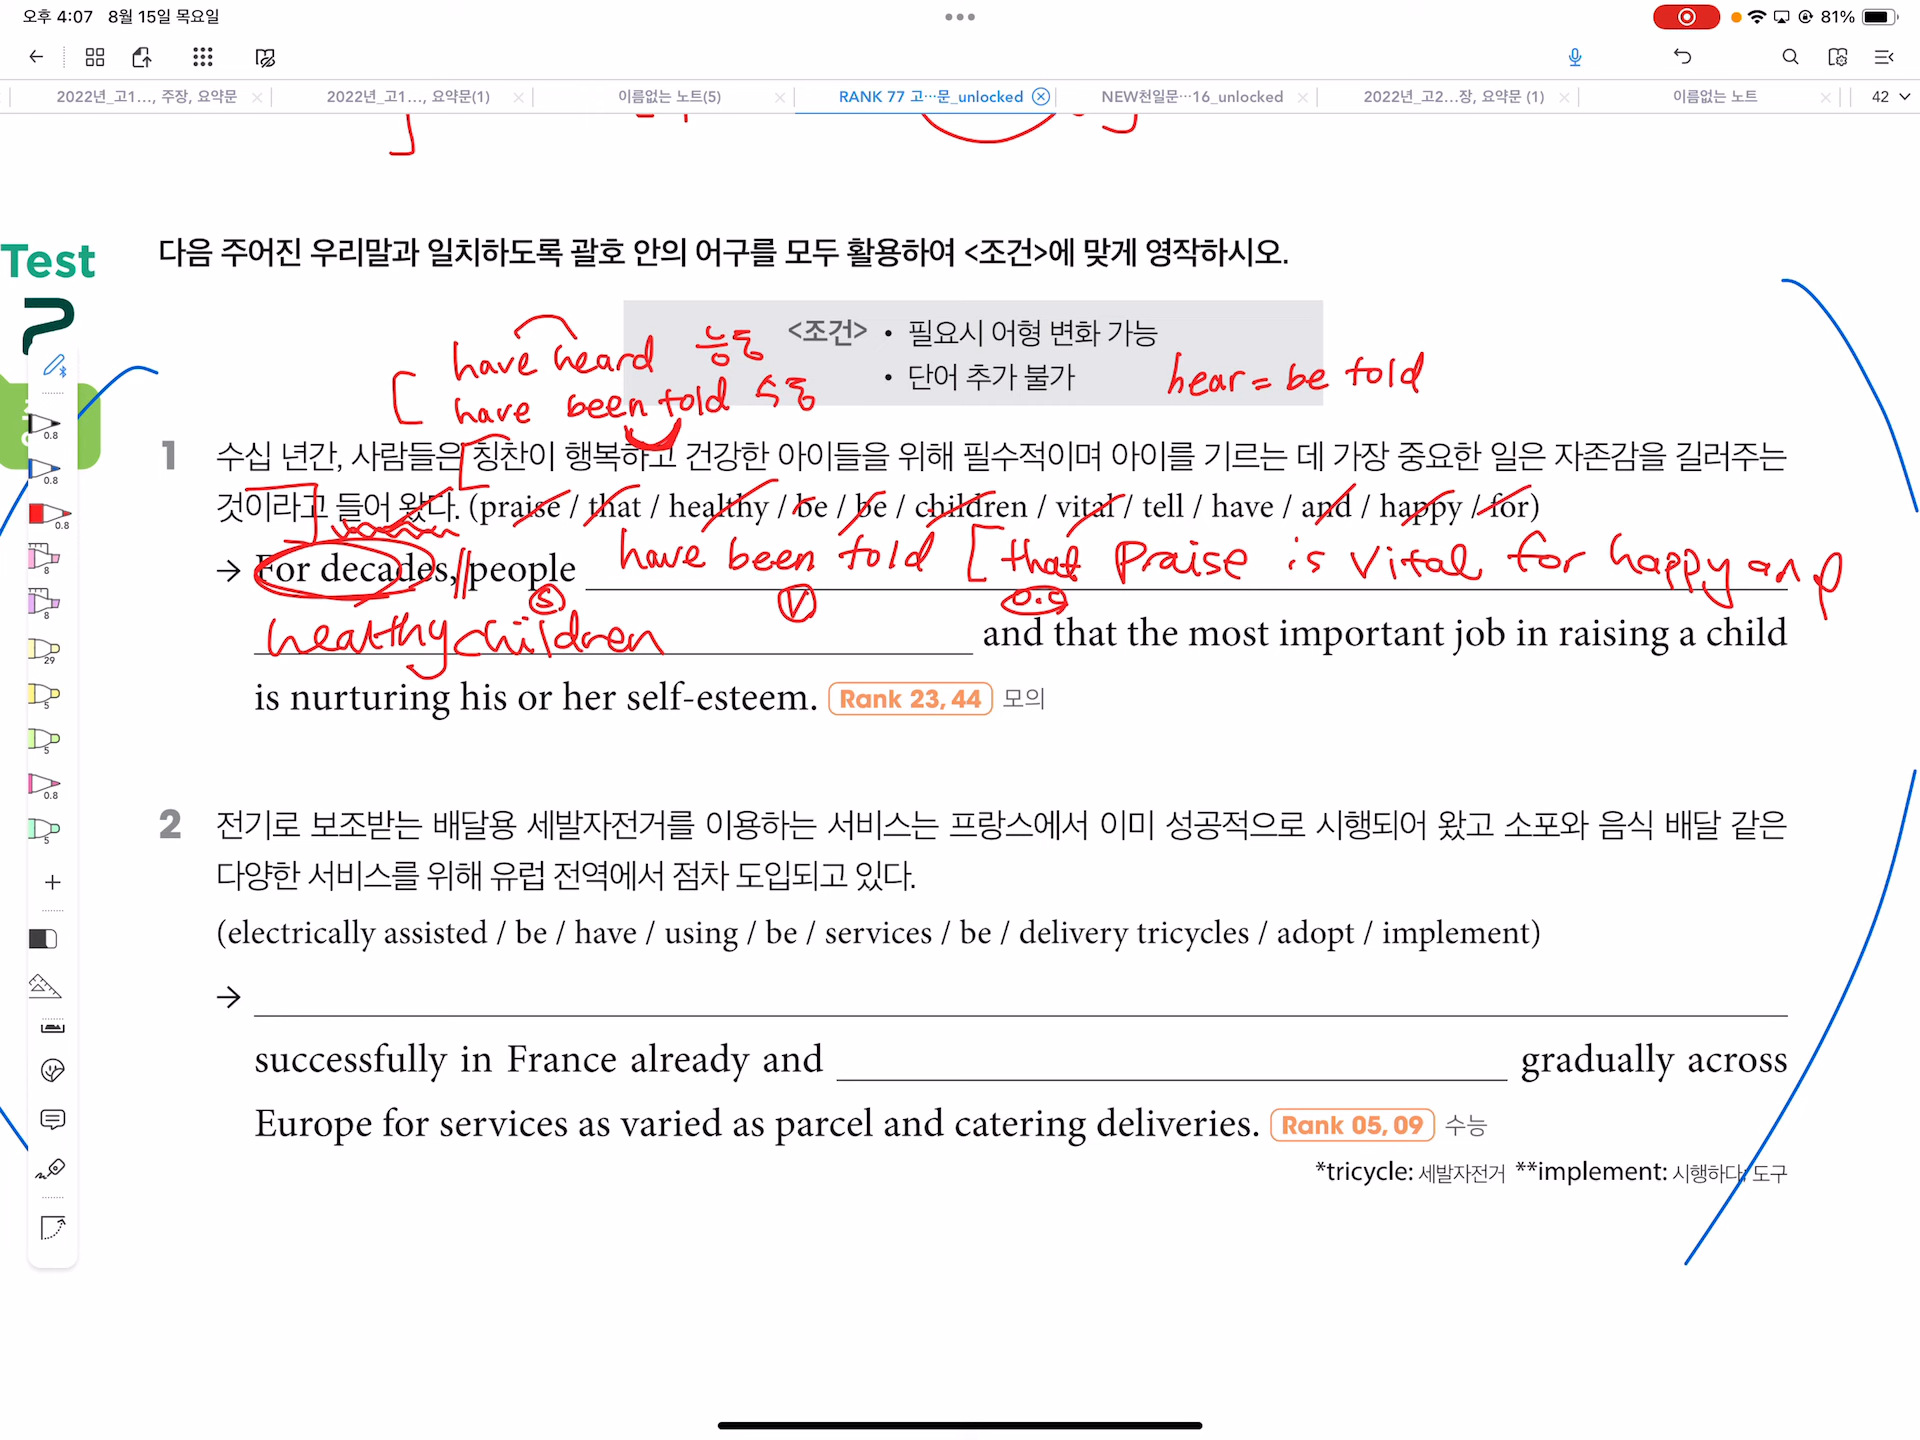 오후 4:07 8월 15일 목요일
81%
2022년_고1..., 주장, 요약문
2022년_고1..., 요약문(1)
이름없는 노트(5)
RANK 77 고…문_unlocked
NEW천일문…16_unlocked
2022년_고2...장, 요약문 (1)
이름없는 노트
42
Test
다음 주어진 우리말과 일치하도록 괄호 안의 어구를 모두 활용하여 <조건>에 맞게 영작하시오.
<조건> • 필요시 어형 변화 가능
• 단어 추가 불가
have heard 능동
have been told 수동
hear = be told
1 수십 년간, 사람들은 칭찬이 행복하고 건강한 아이들을 위해 필수적이며 아이를 기르는 데 가장 중요한 일은 자존감을 길러주는
것이라고 들어 왔다. (praise / that / healthy / be / be / children / vital / tell / have / and / happy / for)
→ For decades, people have been told [that Praise is vital for happy and
S V D.O
healthy children and that the most important job in raising a child
is nurturing his or her self-esteem. Rank 23, 44 모의
2 전기로 보조받는 배달용 세발자전거를 이용하는 서비스는 프랑스에서 이미 성공적으로 시행되어 왔고 소포와 음식 배달 같은
다양한 서비스를 위해 유럽 전역에서 점차 도입되고 있다.
(electrically assisted / be / have / using / be / services / be / delivery tricycles / adopt / implement)
→
successfully in France already and gradually across
Europe for services as varied as parcel and catering deliveries. Rank 05, 09 수능
*tricycle: 세발자전거 **implement: 시행하다; 도구
0.8
0.8
0.8
8
8
29
5
5
0.8
5